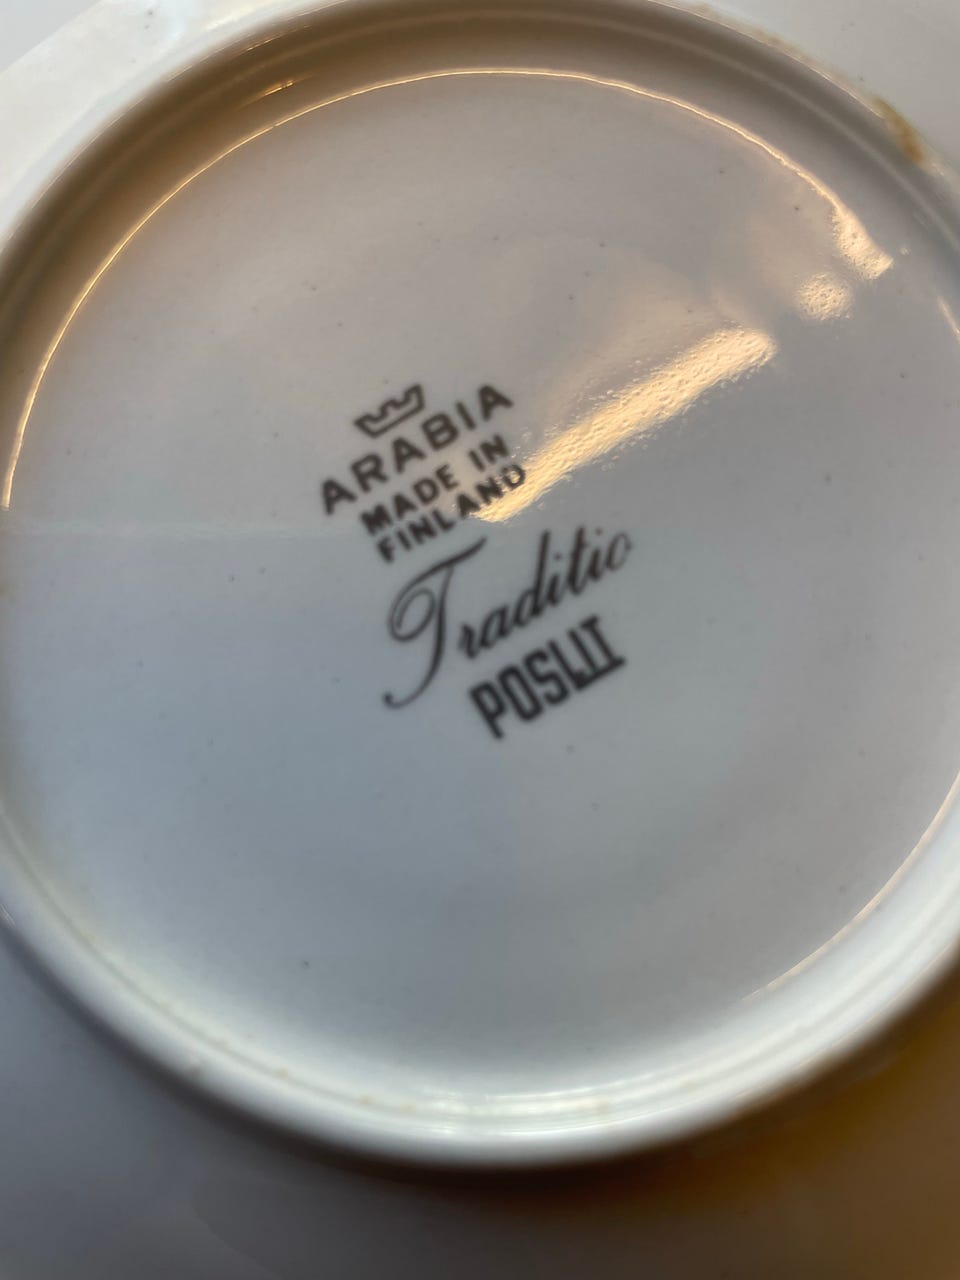 ARABIA
MADE IN
FINLAND
Traditio
POSLII